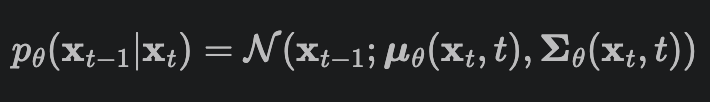 p_θ(𝐱_{t−1}|𝐱_t) = 𝒩(𝐱_{t−1}; 𝛍_θ(𝐱_t, t), 𝚺_θ(𝐱_t, t))